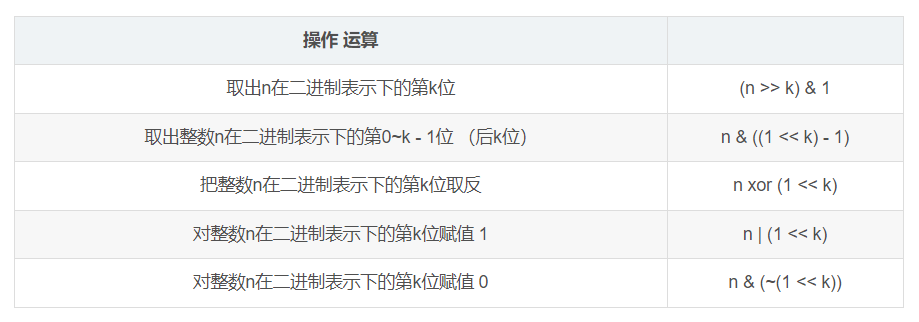 操作 运算
取出n在二进制表示下的第k位 (n >> k) & 1
取出整数n在二进制表示下的第0~k - 1位 （后k位） n & ((1 << k) - 1)
把整数n在二进制表示下的第k位取反 n xor (1 << k)
对整数n在二进制表示下的第k位赋值 1 n | (1 << k)
对整数n在二进制表示下的第k位赋值 0 n & (~(1 << k))